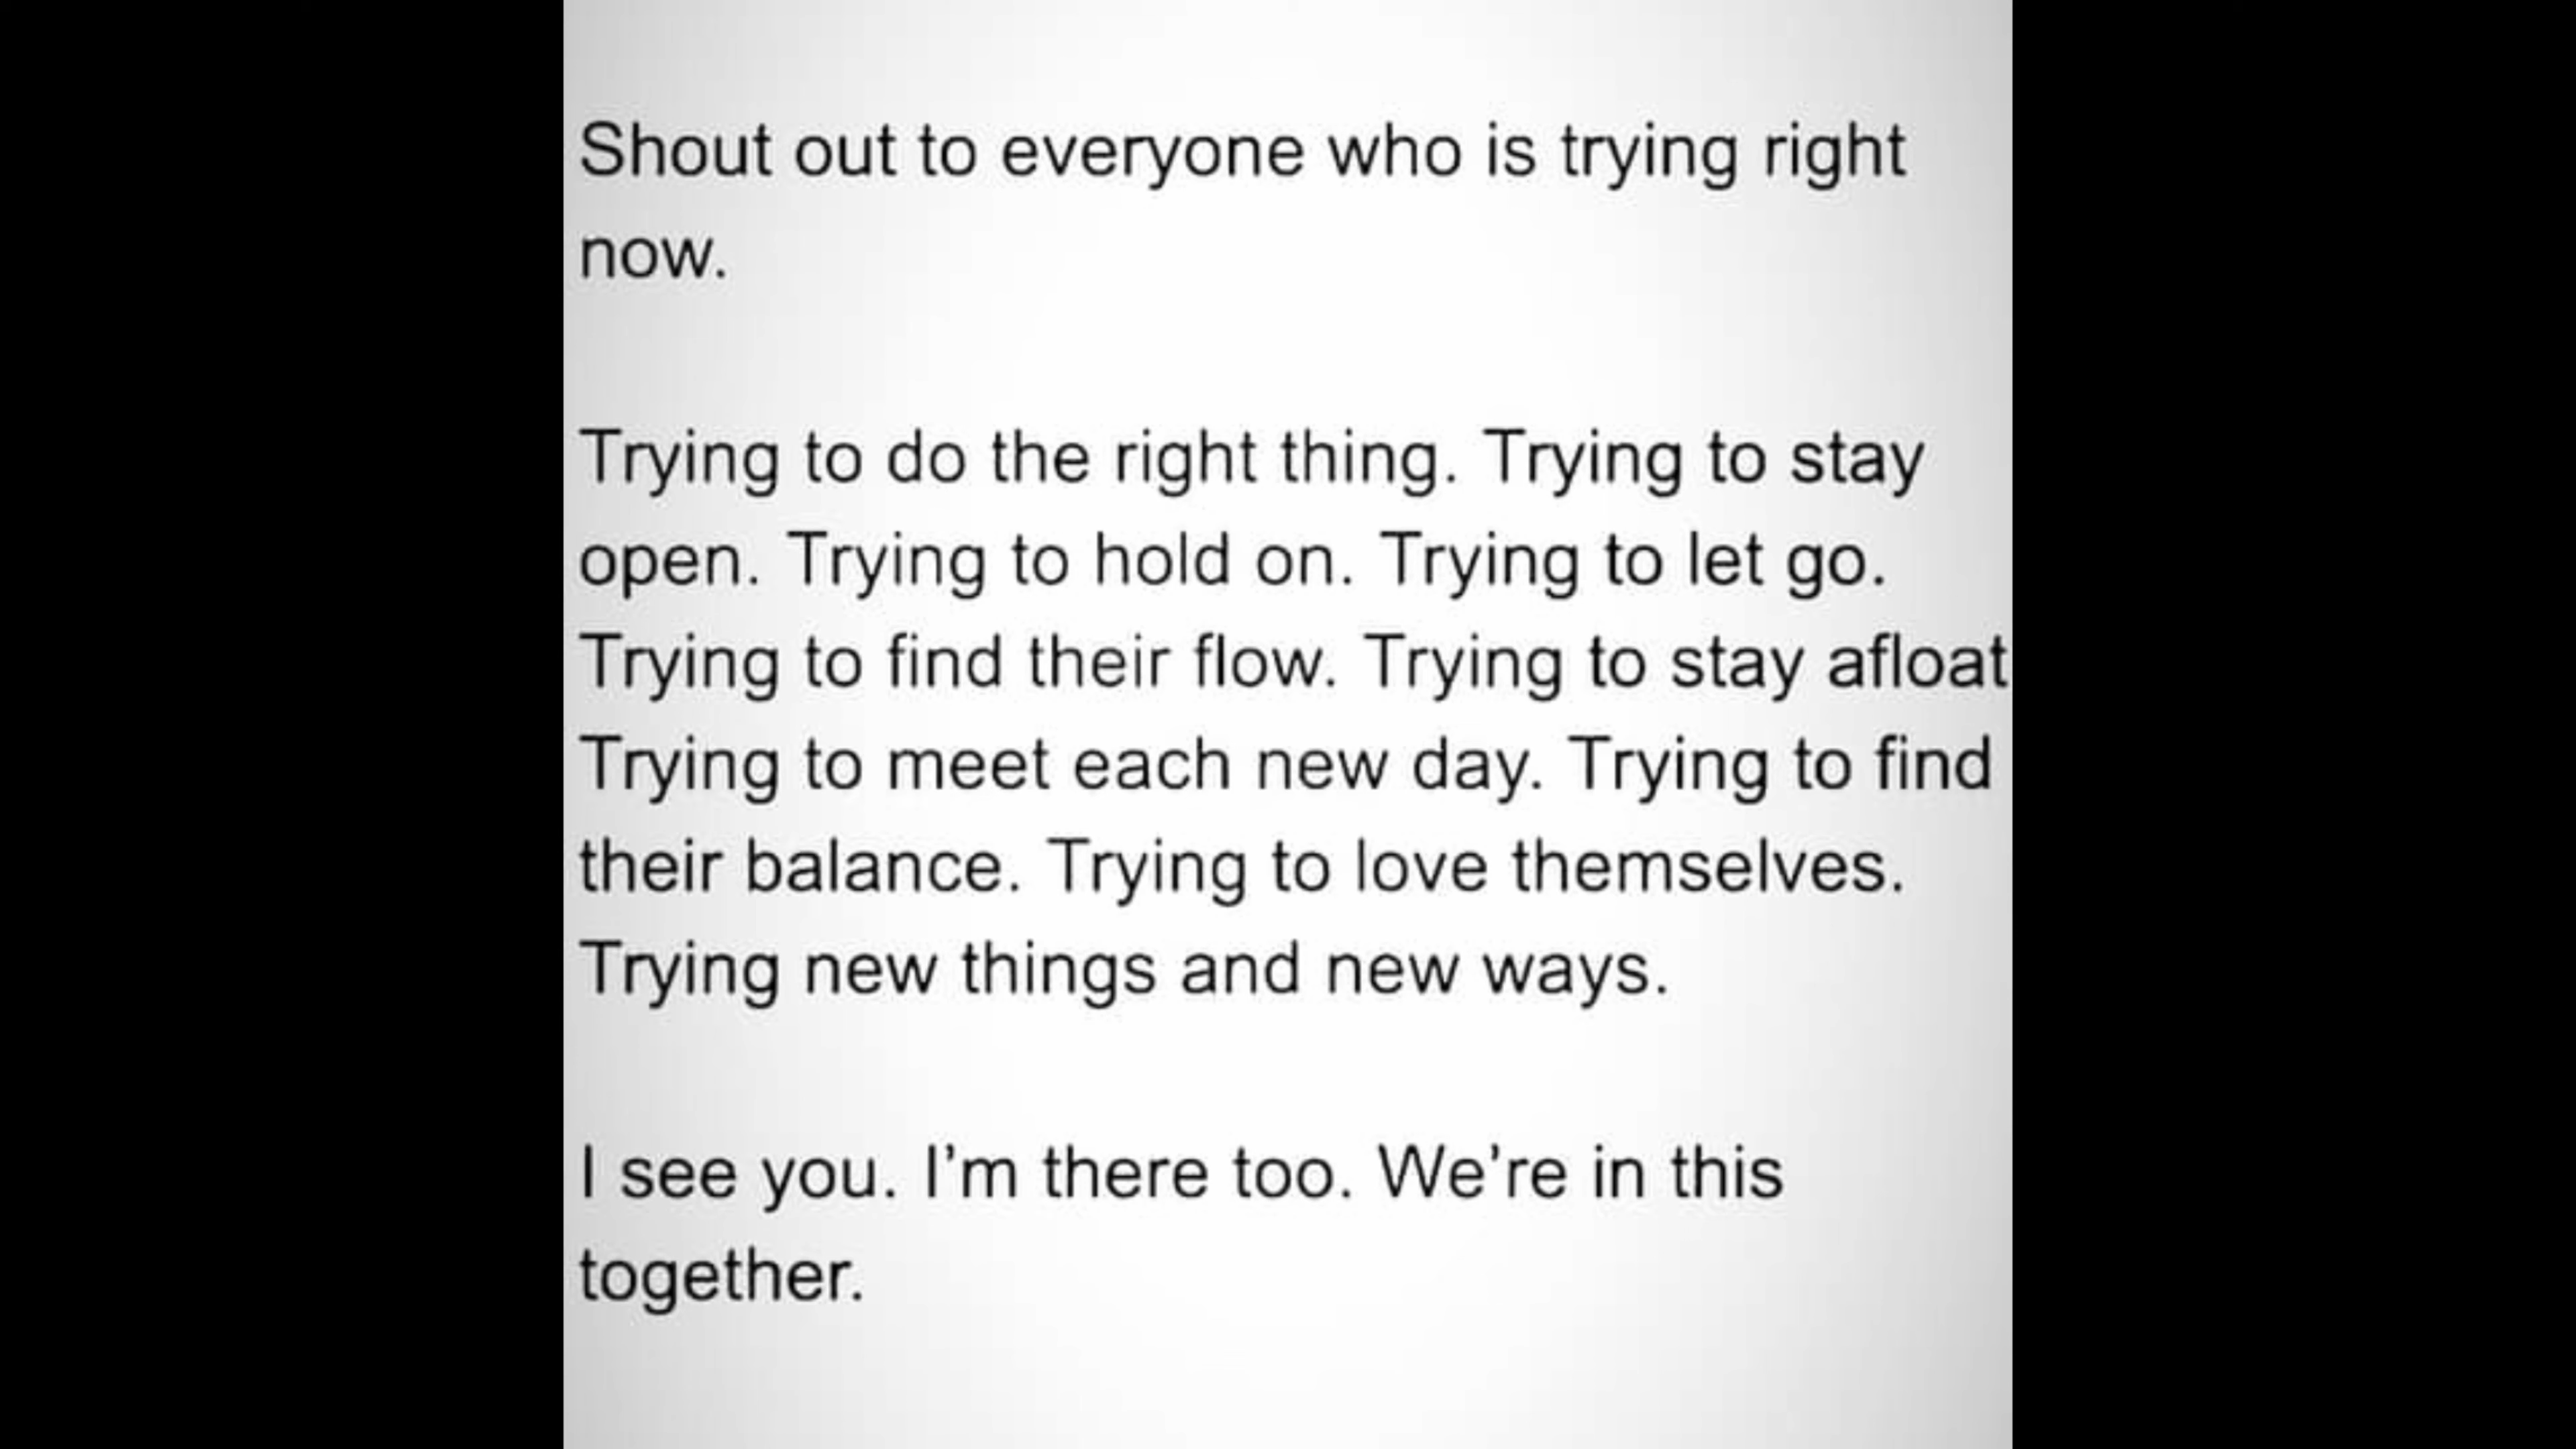 Shout out to everyone who is trying right
now.
Trying to do the right thing. Trying to stay
open. Trying to hold on. Trying to let go.
Trying to find their flow. Trying to stay afloat
Trying to meet each new day. Trying to find
their balance. Trying to love themselves.
Trying new things and new ways.
I see you. I’m there too. We’re in this
together.